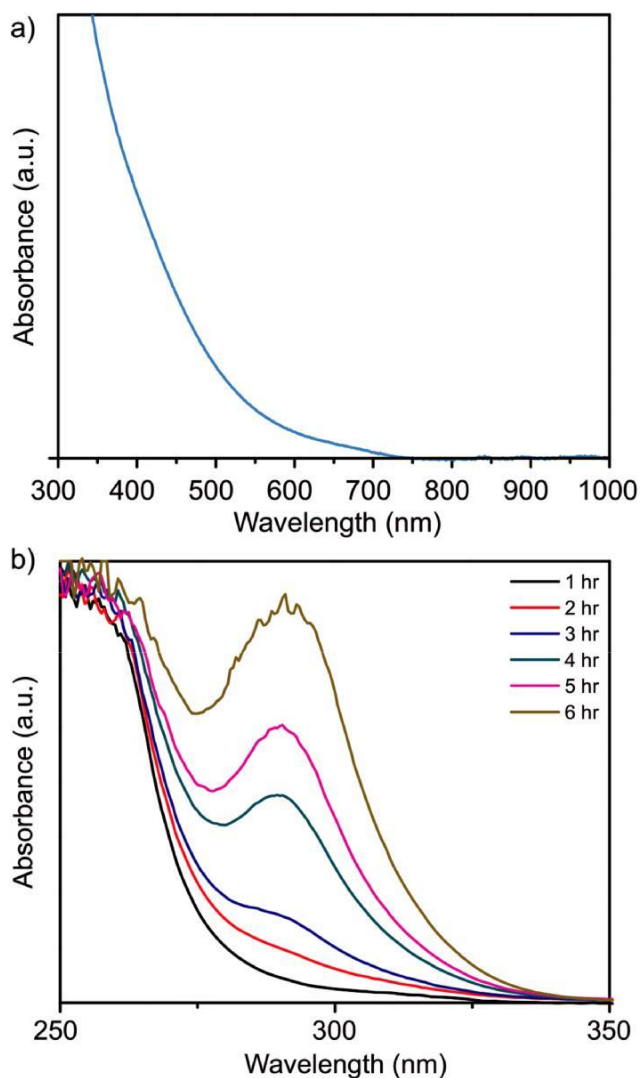 a)
Absorbance (a.u.)
300 400 500 600 700 800 900 1000
Wavelength (nm)
b)
1 hr
2 hr
3 hr
4 hr
5 hr
6 hr
Absorbance (a.u.)
250 300 350
Wavelength (nm)